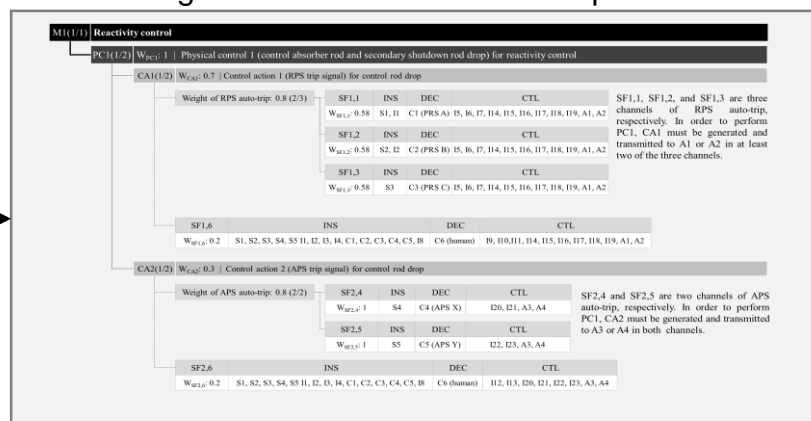 M1(1/1) Reactivity control
PC1(1/2) W_PC1: 1 | Physical control 1 (control absorber rod and secondary shutdown rod drop) for reactivity control
CA1(1/2) W_CA1: 0.7 | Control action 1 (RPS trip signal) for control rod drop
Weight of RPS auto-trip: 0.8 (2/3)
SF1,1 INS DEC CTL
W_SF1,1: 0.58 S1, I1 C1 (PRS A) I5, I6, I7, I14, I15, I16, I17, I18, I19, A1, A2
SF1,2 INS DEC CTL
W_SF1,2: 0.58 S2, I2 C2 (PRS B) I5, I6, I7, I14, I15, I16, I17, I18, I19, A1, A2
SF1,3 INS DEC CTL
W_SF1,3: 0.58 S3 C3 (PRS C) I5, I6, I7, I14, I15, I16, I17, I18, I19, A1, A2
SF1,1, SF1,2, and SF1,3 are three
channels of RPS auto-trip,
respectively. In order to perform
PC1, CA1 must be generated and
transmitted to A1 or A2 in at least
two of the three channels.
SF1,6 INS DEC CTL
W_SF1,6: 0.2 S1, S2, S3, S4, S5 I1, I2, I3, I4, C1, C2, C3, C4, C5, I8 C6 (human) I9, I10,I11, I14, I15, I16, I17, I18, I19, A1, A2
CA2(1/2) W_CA2: 0.3 | Control action 2 (APS trip signal) for control rod drop
Weight of APS auto-trip: 0.8 (2/2)
SF2,4 INS DEC CTL
W_SF2,4: 1 S4 C4 (APS X) I20, I21, A3, A4
SF2,5 INS DEC CTL
W_SF2,5: 1 S5 C5 (APS Y) I22, I23, A3, A4
SF2,4 and SF2,5 are two channels of APS
auto-trip, respectively. In order to perform
PC1, CA2 must be generated and transmitted
to A3 or A4 in both channels.
SF2,6 INS DEC CTL
W_SF2,6: 0.2 S1, S2, S3, S4, S5 I1, I2, I3, I4, C1, C2, C3, C4, C5, I8 C6 (human) I12, I13, I20, I21, I22, I23, A3, A4